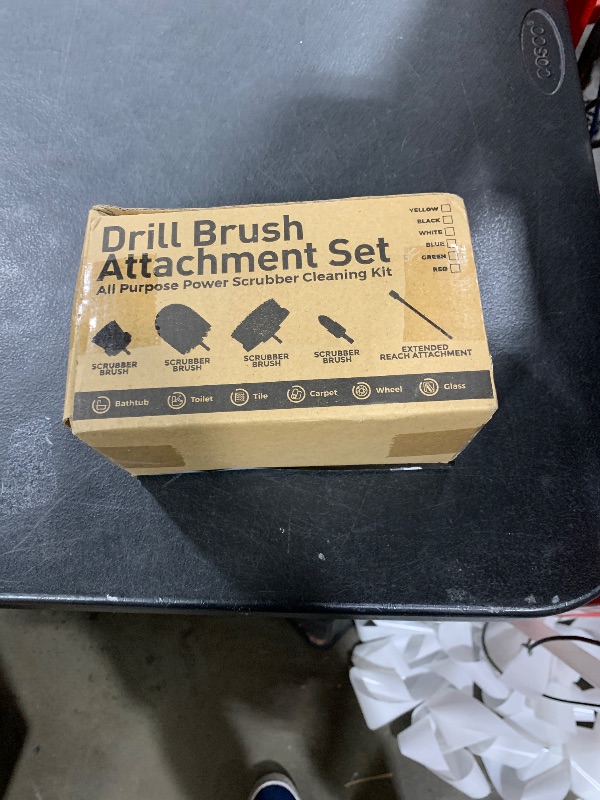 COSCO
Drill Brush
Attachment Set
All Purpose Power Scrubber Cleaning Kit
YELLOW
BLACK
WHITE
BLUE
GREEN
RED
SCRUBBER
BRUSH
SCRUBBER
BRUSH
SCRUBBER
BRUSH
SCRUBBER
BRUSH
EXTENDED
REACH ATTACHMENT
Bathtub Toilet Tile Carpet Wheel Glass